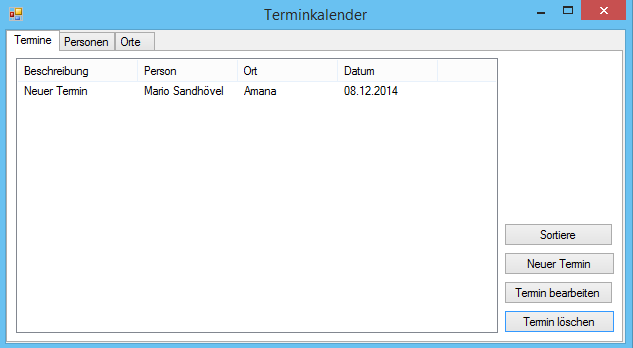 Terminkalender
Termine Personen Orte
Beschreibung Person Ort Datum
Neuer Termin Mario Sandhövel Amana 08.12.2014
Sortiere
Neuer Termin
Termin bearbeiten
Termin löschen